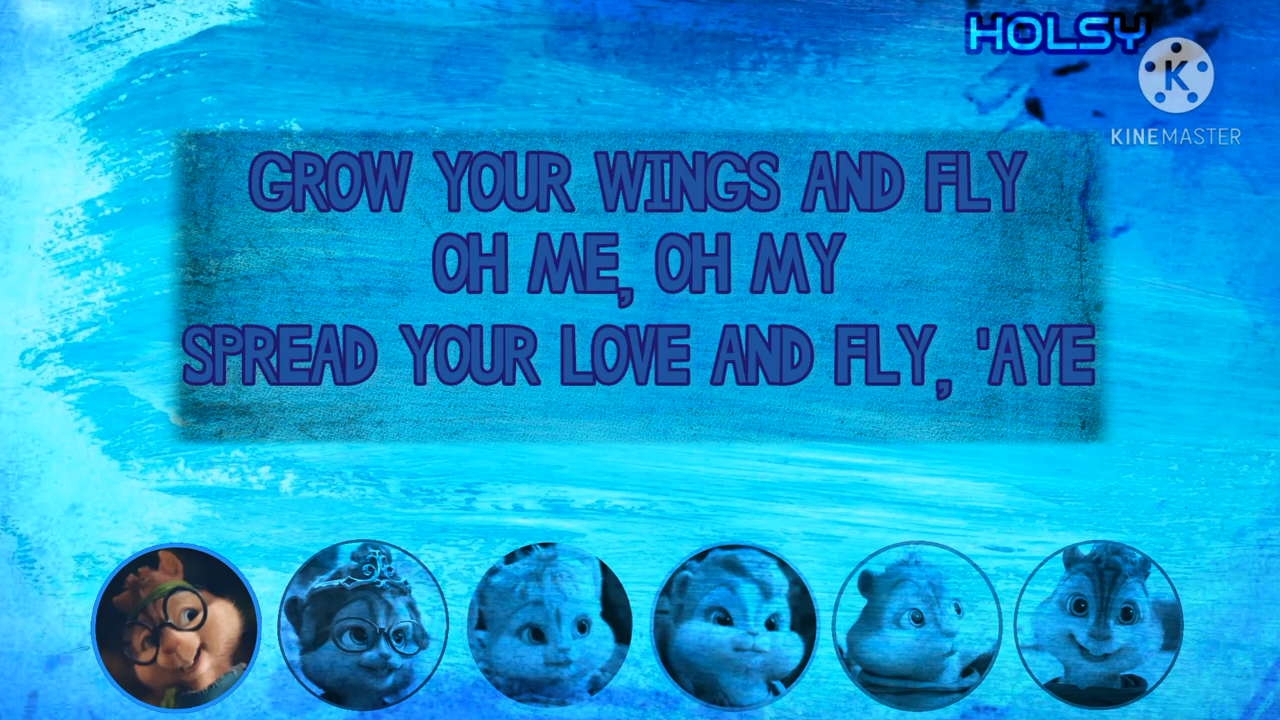 HOLSY
K
KINEMASTER
GROW YOUR WINGS AND FLY
OH ME, OH MY
SPREAD YOUR LOVE AND FLY, 'AYE